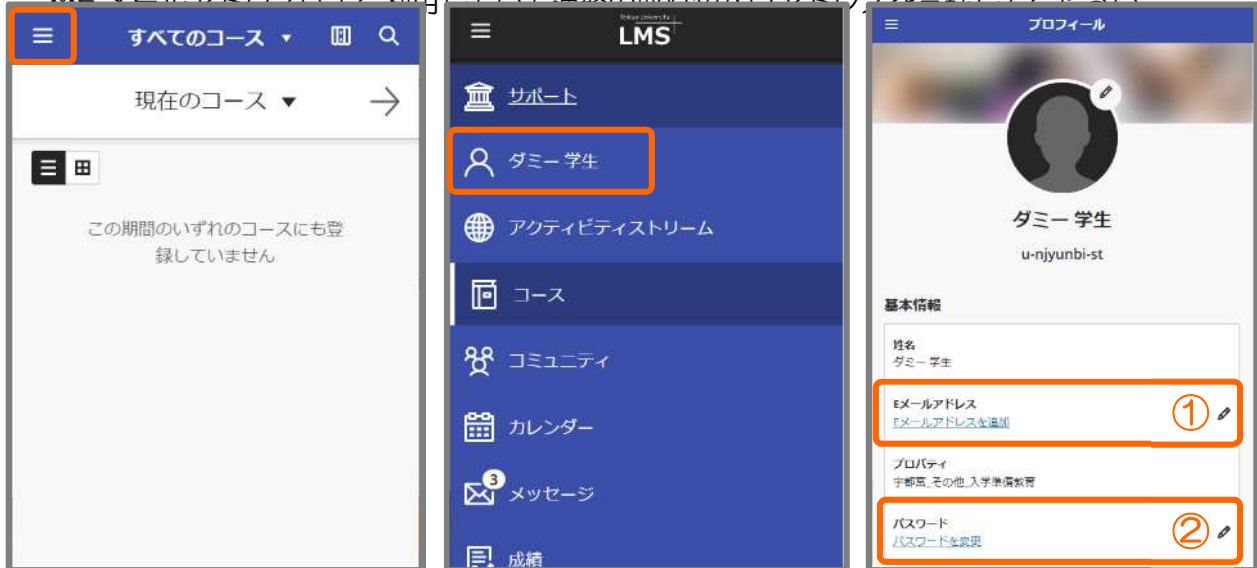 すべてのコース ▼
現在のコース ▼ →
この期間のいずれのコースにも登
録していません
LMS
サポート
ダミー 学生
アクティビティストリーム
コース
コミュニティ
カレンダー
3
メッセージ
成績
プロフィール
ダミー 学生
u-njyunbi-st
基本情報
姓名
ダミー 学生
Eメールアドレス
Eメールアドレスを追加
①
プロパティ
宇都宮_その他_入学準備教育
パスワード
パスワードを変更
②